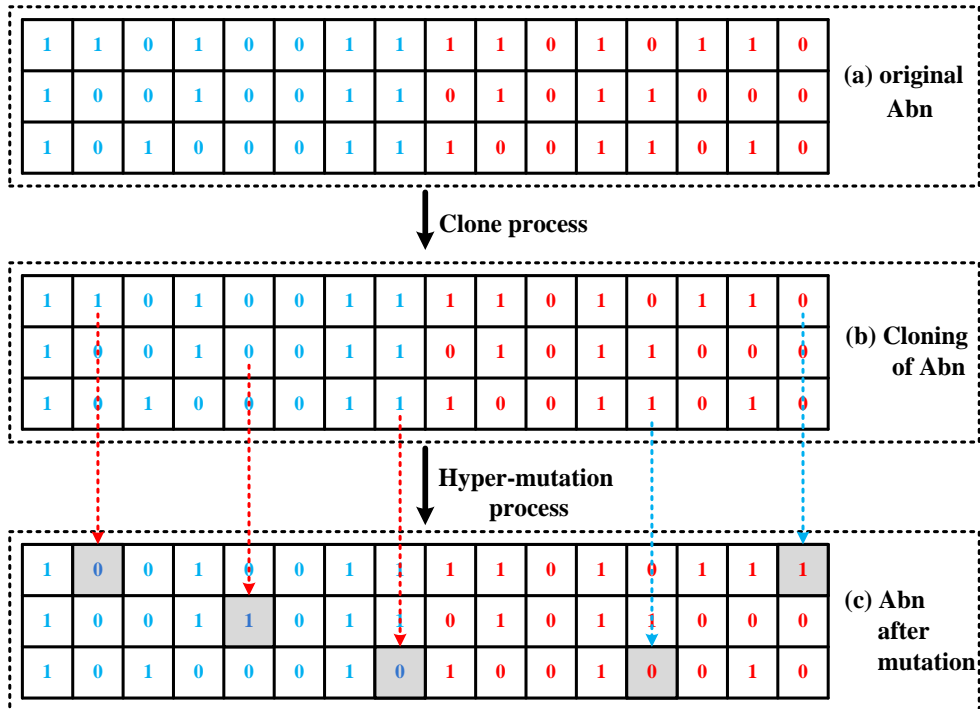 1 1 0 1 0 0 1 1 1 1 0 1 0 1 1 0
1 0 0 1 0 0 1 1 0 1 0 1 1 0 0 0
1 0 1 0 0 0 1 1 1 0 0 1 1 0 1 0
(a) original
Abn
Clone process
1 1 0 1 0 0 1 1 1 1 0 1 0 1 1 0
1 0 0 1 0 0 1 1 0 1 0 1 1 0 0 0
1 0 1 0 0 0 1 1 1 0 0 1 1 0 1 0
(b) Cloning
of Abn
Hyper-mutation
process
1 0 0 1 0 0 1 1 1 1 0 1 0 1 1 1
1 0 0 1 1 0 1 1 0 1 0 1 1 0 0 0
1 0 1 0 0 0 1 0 1 0 0 1 0 0 1 0
(c) Abn
after
mutation